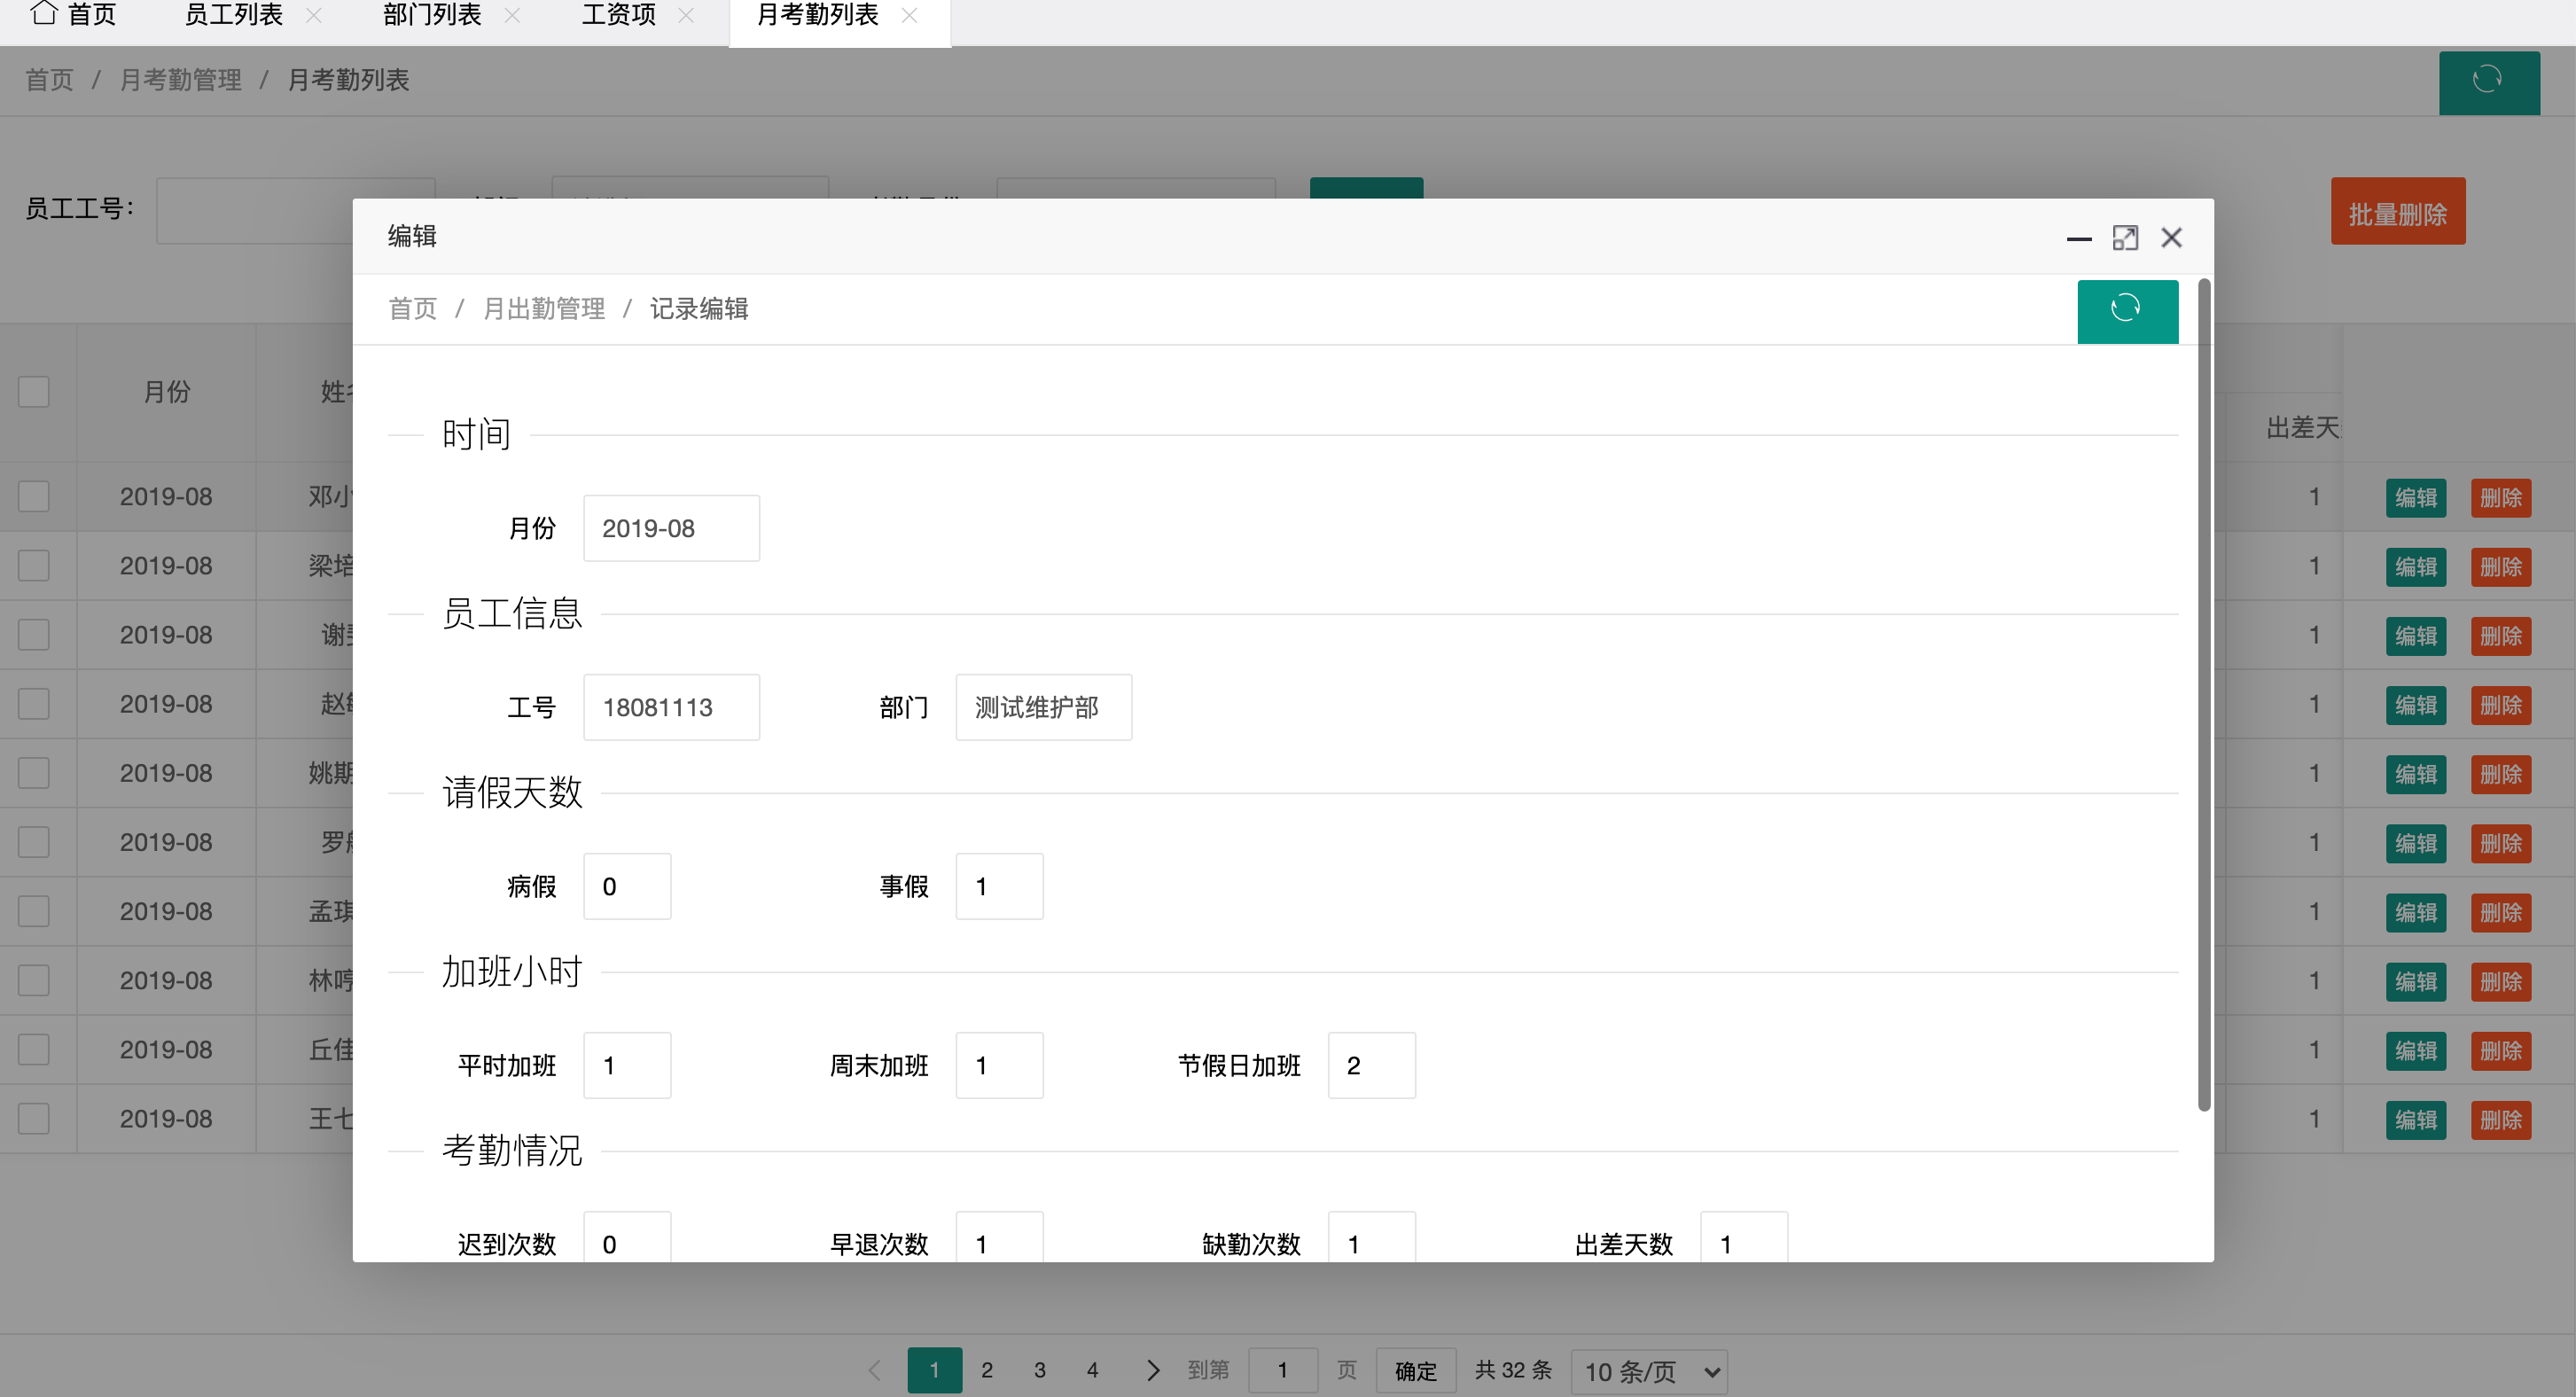 首页 员工列表 部门列表 工资项 月考勤列表
首页 / 月考勤管理 / 月考勤列表
员工工号：
批量删除
编辑
首页 / 月出勤管理 / 记录编辑
月份
出差天
时间
月份 2019-08
员工信息
工号 18081113 部门 测试维护部
请假天数
病假 0 事假 1
加班小时
平时加班 1 周末加班 1 节假日加班 2
考勤情况
迟到次数 0 早退次数 1 缺勤次数 1 出差天数 1
2019-08 邓小 1 编辑 删除
2019-08 梁培 1 编辑 删除
2019-08 谢 1 编辑 删除
2019-08 赵 1 编辑 删除
2019-08 姚期 1 编辑 删除
2019-08 罗 1 编辑 删除
2019-08 孟琪 1 编辑 删除
2019-08 林 1 编辑 删除
2019-08 丘佳 1 编辑 删除
2019-08 王七 1 编辑 删除
1 2 3 4 到第 1 页 确定 共 32 条 10 条/页